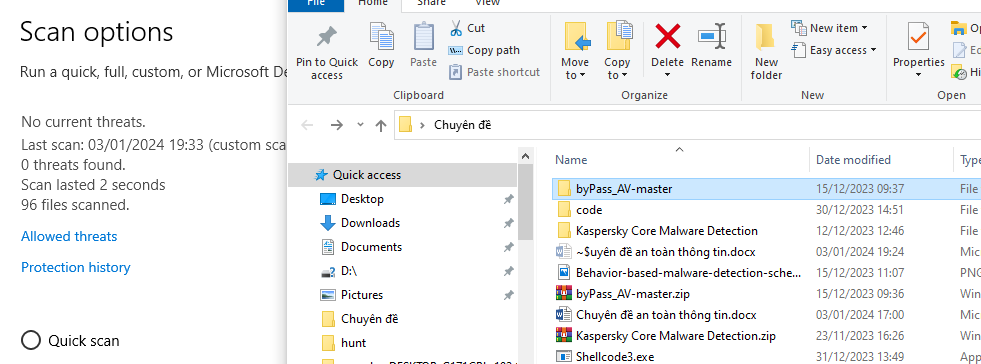 Scan options
Run a quick, full, custom, or Microsoft De
No current threats.
Last scan: 03/01/2024 19:33 (custom sca
0 threats found.
Scan lasted 2 seconds
96 files scanned.
Allowed threats
Protection history
Quick scan
File Home Share View
Pin to Quick access
Copy
Paste
Cut
Copy path
Paste shortcut
Clipboard
Move to
Copy to
Delete
Rename
Organize
New folder
New item
Easy access
New
Properties
Op
Ed
Hi
Open
Chuyên đề
Quick access
Desktop
Downloads
Documents
D:\
Pictures
Chuyên đề
hunt
Name Date modified Type
byPass_AV-master 15/12/2023 09:37 File
code 30/12/2023 14:51 File
Kaspersky Core Malware Detection 12/12/2023 12:46 File
~$uyên đề an toàn thông tin.docx 03/01/2024 19:24 Mic
Behavior-based-malware-detection-sche... 15/12/2023 11:07 PNG
byPass_AV-master.zip 15/12/2023 09:36 Win
Chuyên đề an toàn thông tin.docx 03/01/2024 17:00 Mic
Kaspersky Core Malware Detection.zip 23/11/2023 16:26 Win
Shellcode3.exe 31/12/2023 13:49 App